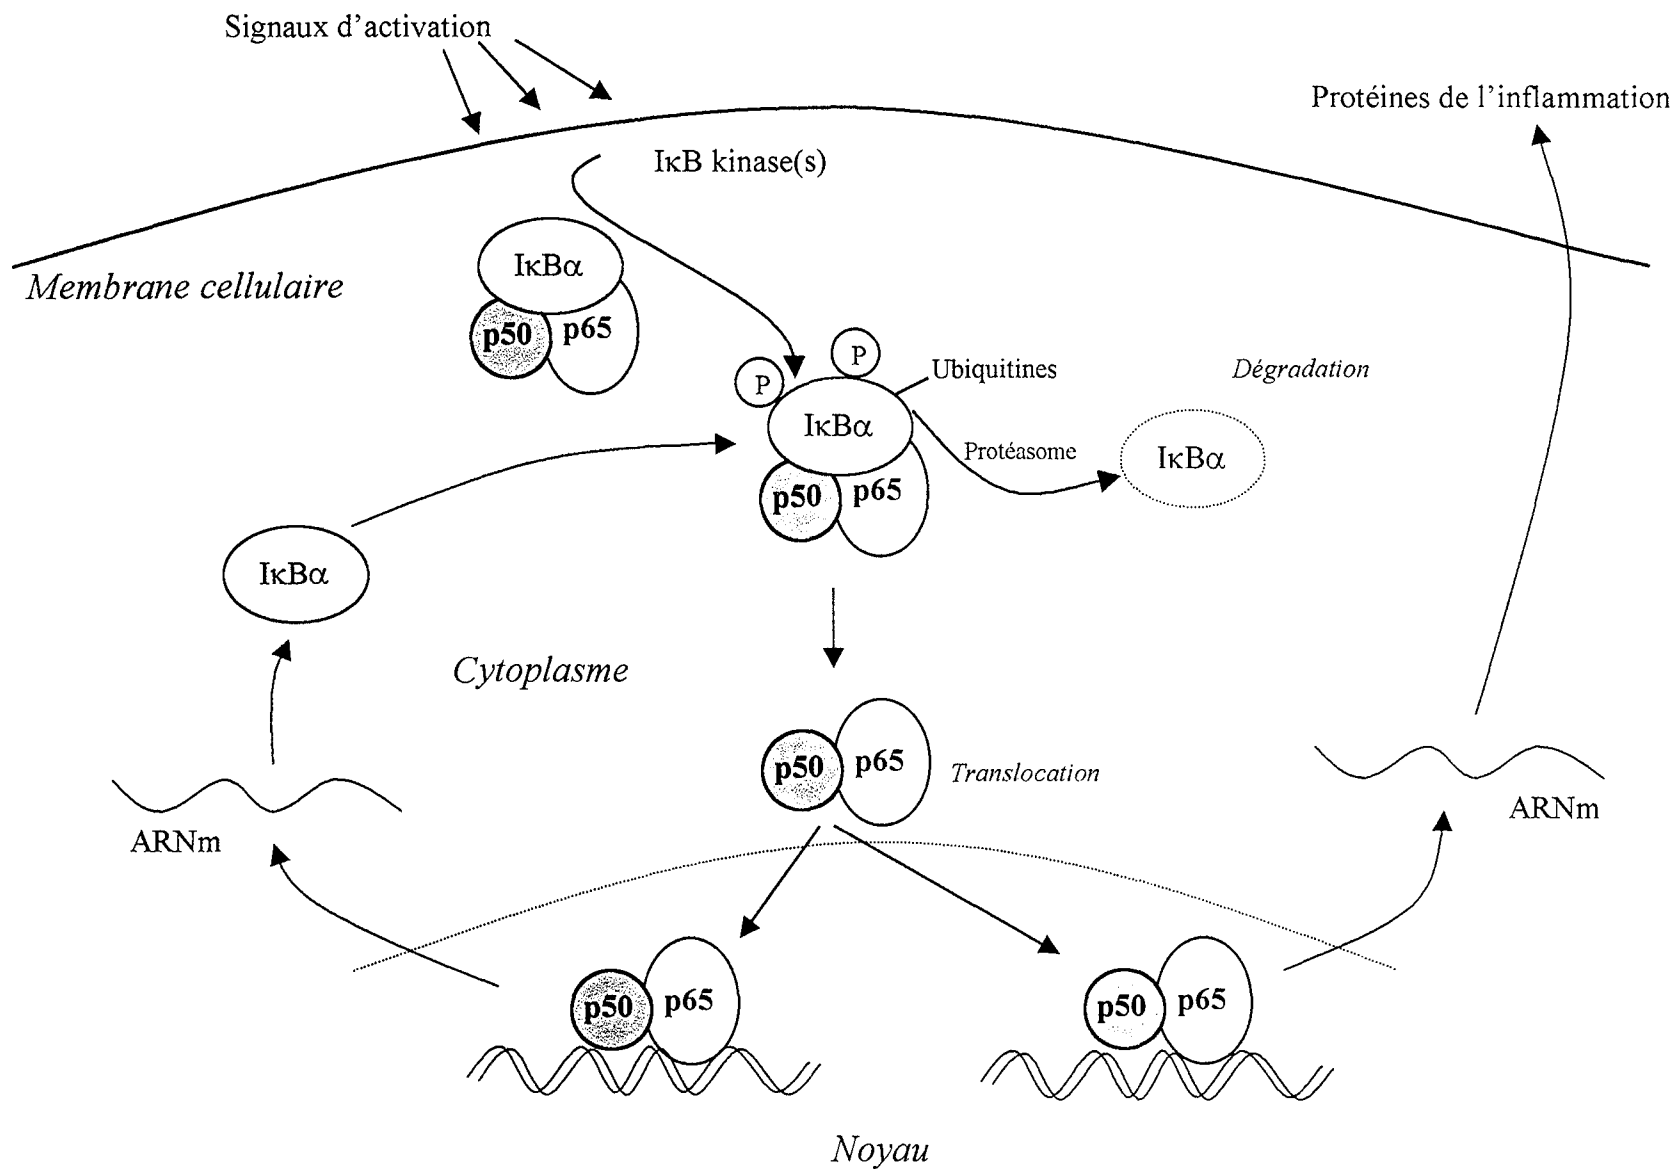 Signaux d'activation
Protéines de l'inflammation
IκB kinase(s)
Membrane cellulaire
IκBα
p50
p65
P
P
Ubiquitines
Dégradation
IκBα
Protéasome
IκBα
p50
p65
IκBα
Cytoplasme
p50
p65
Translocation
ARNm
ARNm
p50
p65
p50
p65
Noyau